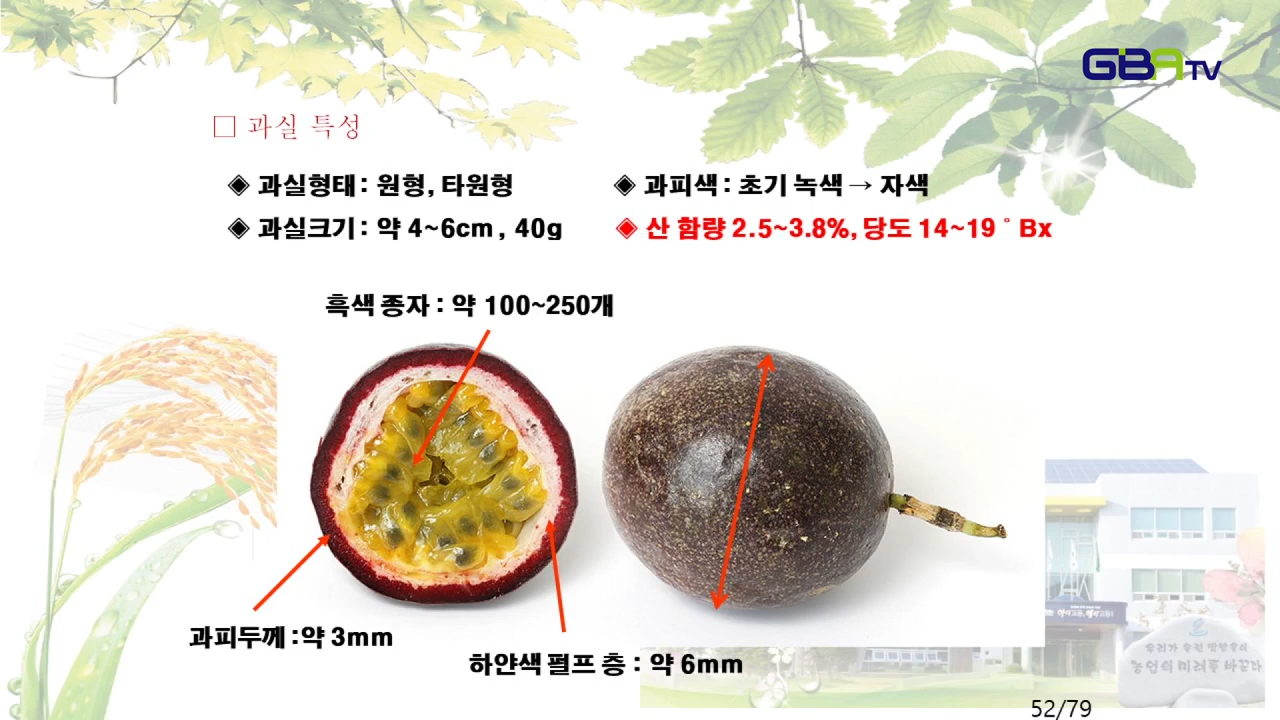 GBATV
□ 과실 특성
◈ 과실형태 : 원형, 타원형
◈ 과피색 : 초기 녹색 → 자색
◈ 과실크기 : 약 4~6cm , 40g
◈ 산 함량 2.5~3.8%, 당도 14~19 ˚ Bx
흑색 종자 : 약 100~250개
과피두께 :약 3mm
하얀색 펄프 층 : 약 6mm
농업의 미래를 바꾼다
52/79